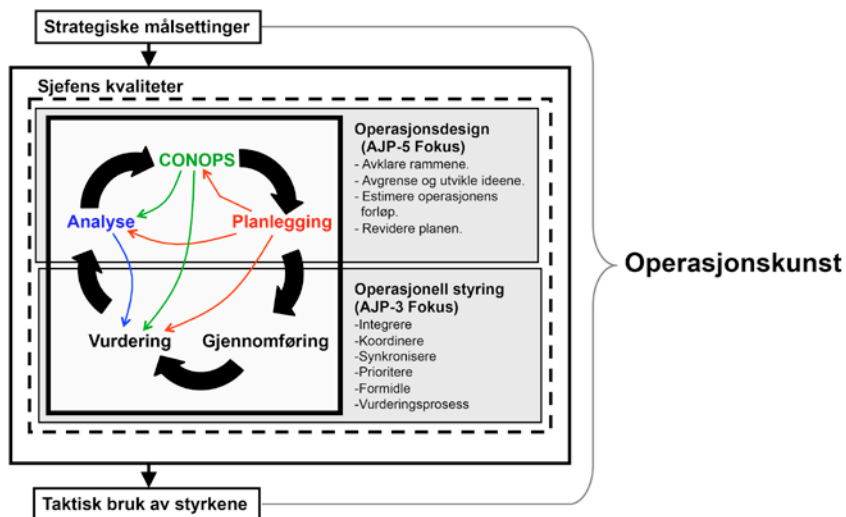 Strategiske målsettinger
Sjefens kvaliteter
CONOPS
Analyse
Planlegging
Vurdering
Gjennomføring
Operasjonsdesign
(AJP-5 Fokus)
- Avklare rammene.
- Avgrense og utvikle ideene.
- Estimere operasjonens
forløp.
- Revidere planen.
Operasjonell styring
(AJP-3 Fokus)
-Integrere
-Koordinere
-Synkronisere
-Prioritere
-Formidle
-Vurderingsprosess
Operasjonskunst
Taktisk bruk av styrkene